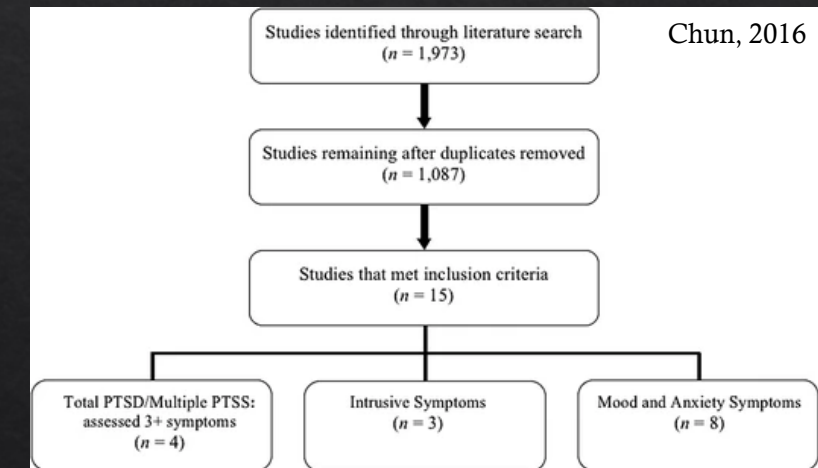 Studies identified through literature search
(n = 1,973)
Chun, 2016
Studies remaining after duplicates removed
(n = 1,087)
Studies that met inclusion criteria
(n = 15)
Total PTSD/Multiple PTSS:
assessed 3+ symptoms
(n = 4)
Intrusive Symptoms
(n = 3)
Mood and Anxiety Symptoms
(n = 8)